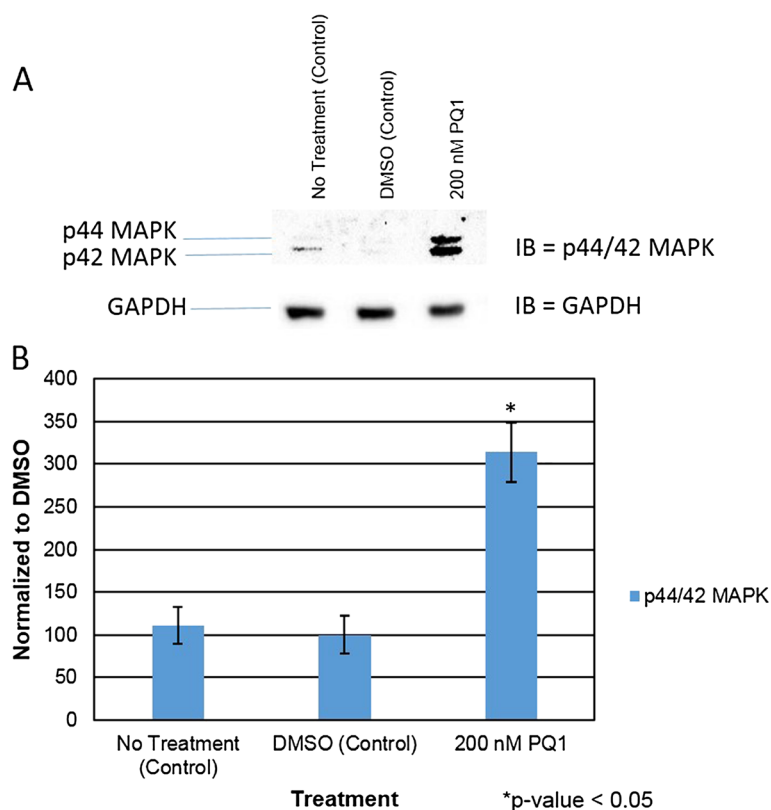 A
No Treatment (Control)
DMSO (Control)
200 nM PQ1
p44 MAPK
p42 MAPK
IB = p44/42 MAPK
GAPDH
IB = GAPDH
B
400
350
300
250
200
150
100
50
0
Normalized to DMSO
*
p44/42 MAPK
No Treatment
(Control)
DMSO (Control)
200 nM PQ1
Treatment
*p-value < 0.05